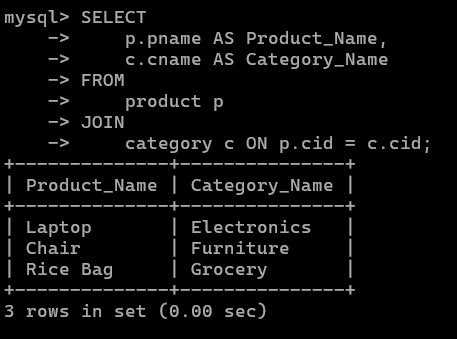 mysql> SELECT
    ->     p.pname AS Product_Name,
    ->     c.cname AS Category_Name
    -> FROM
    ->     product p
    -> JOIN
    ->     category c ON p.cid = c.cid;
+--------------+---------------+
| Product_Name | Category_Name |
+--------------+---------------+
| Laptop       | Electronics   |
| Chair        | Furniture     |
| Rice Bag     | Grocery       |
+--------------+---------------+
3 rows in set (0.00 sec)